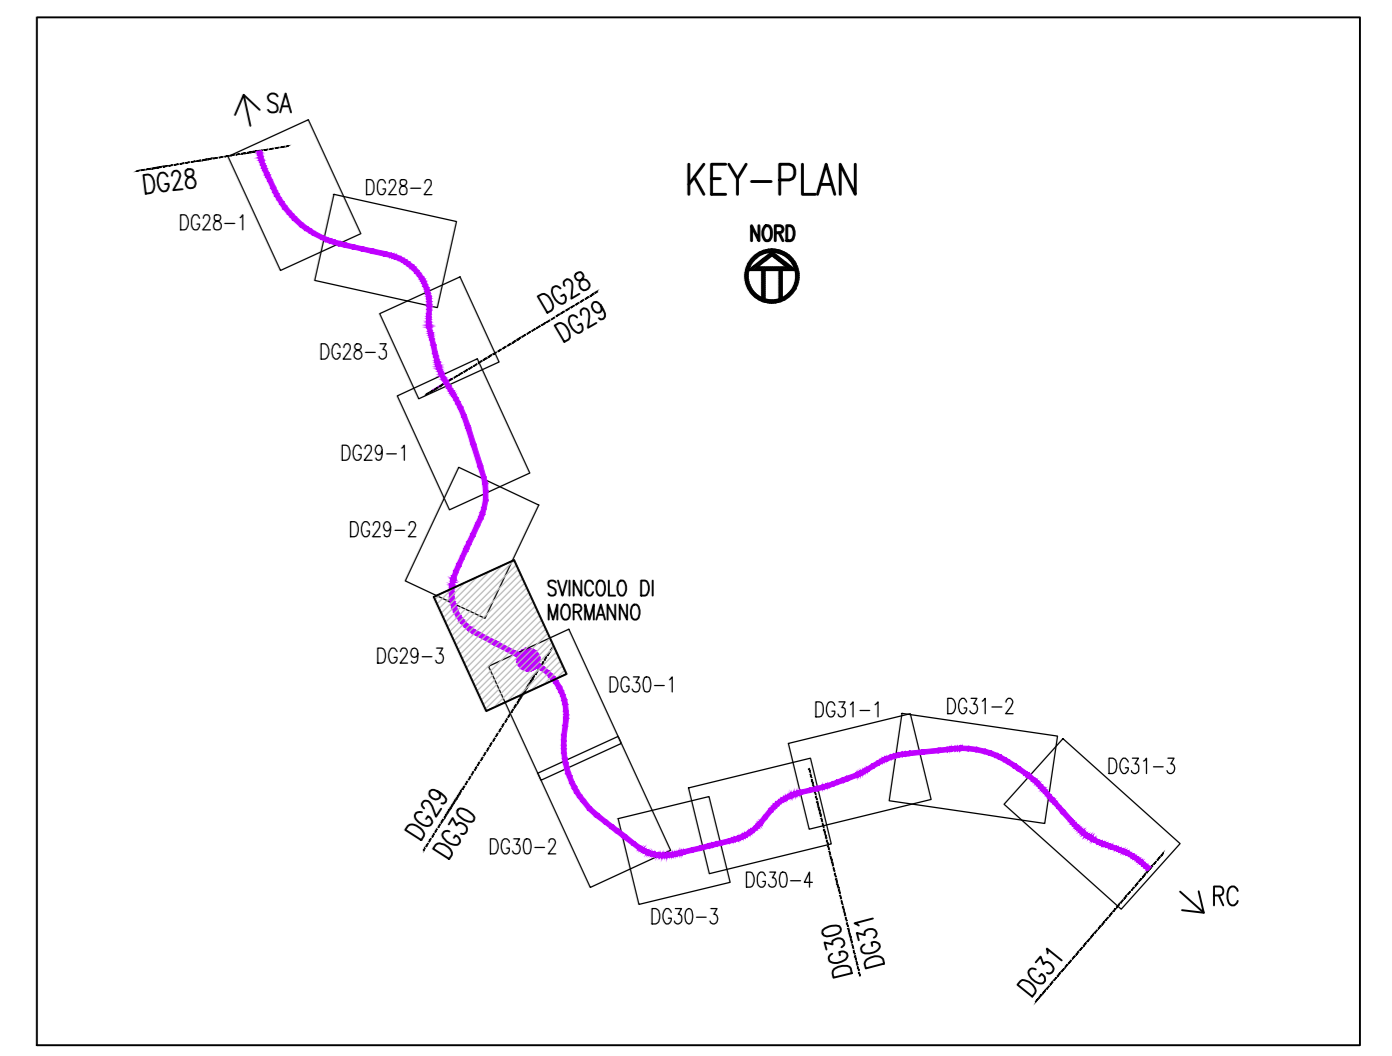 SA
KEY-PLAN
NORD
DG28
DG28-1
DG28-2
DG28
DG29
DG28-3
DG29-1
DG29-2
SVINCOLO DI
MORMANNO
DG29-3
DG30-1
DG29
DG30
DG30-2
DG30-3
DG30-4
DG31-1
DG31-2
DG31-3
DG30
DG31
RC
DG31